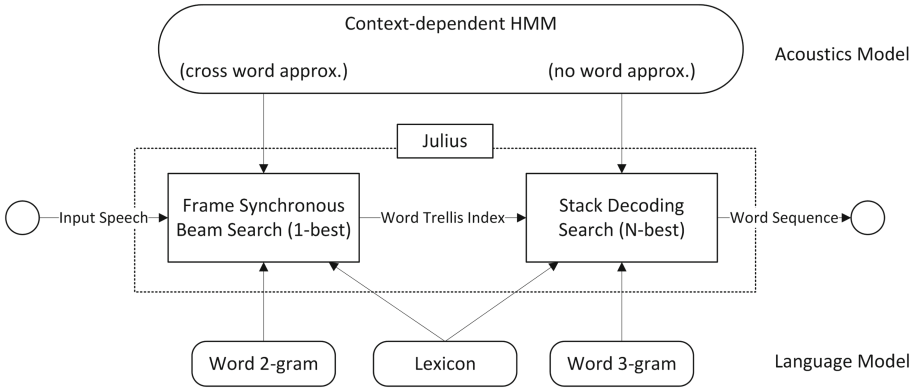 Context-dependent HMM
(cross word approx.)
(no word approx.)
Acoustics Model
Julius
Input Speech
Frame Synchronous
Beam Search (1-best)
Word Trellis Index
Stack Decoding
Search (N-best)
Word Sequence
Word 2-gram
Lexicon
Word 3-gram
Language Model